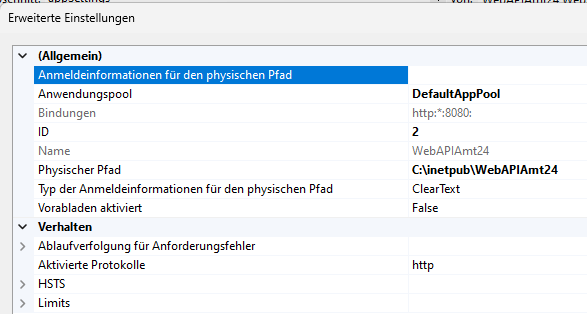 Erweiterte Einstellungen
(Allgemein)
Anmeldeinformationen für den physischen Pfad
Anwendungspool DefaultAppPool
Bindungen http:*:8080:
ID 2
Name WebAPIAmt24
Physischer Pfad C:\inetpub\WebAPIAmt24
Typ der Anmeldeinformationen für den physischen Pfad ClearText
Vorabladen aktiviert False
Verhalten
Ablaufverfolgung für Anforderungsfehler
Aktivierte Protokolle http
HSTS
Limits